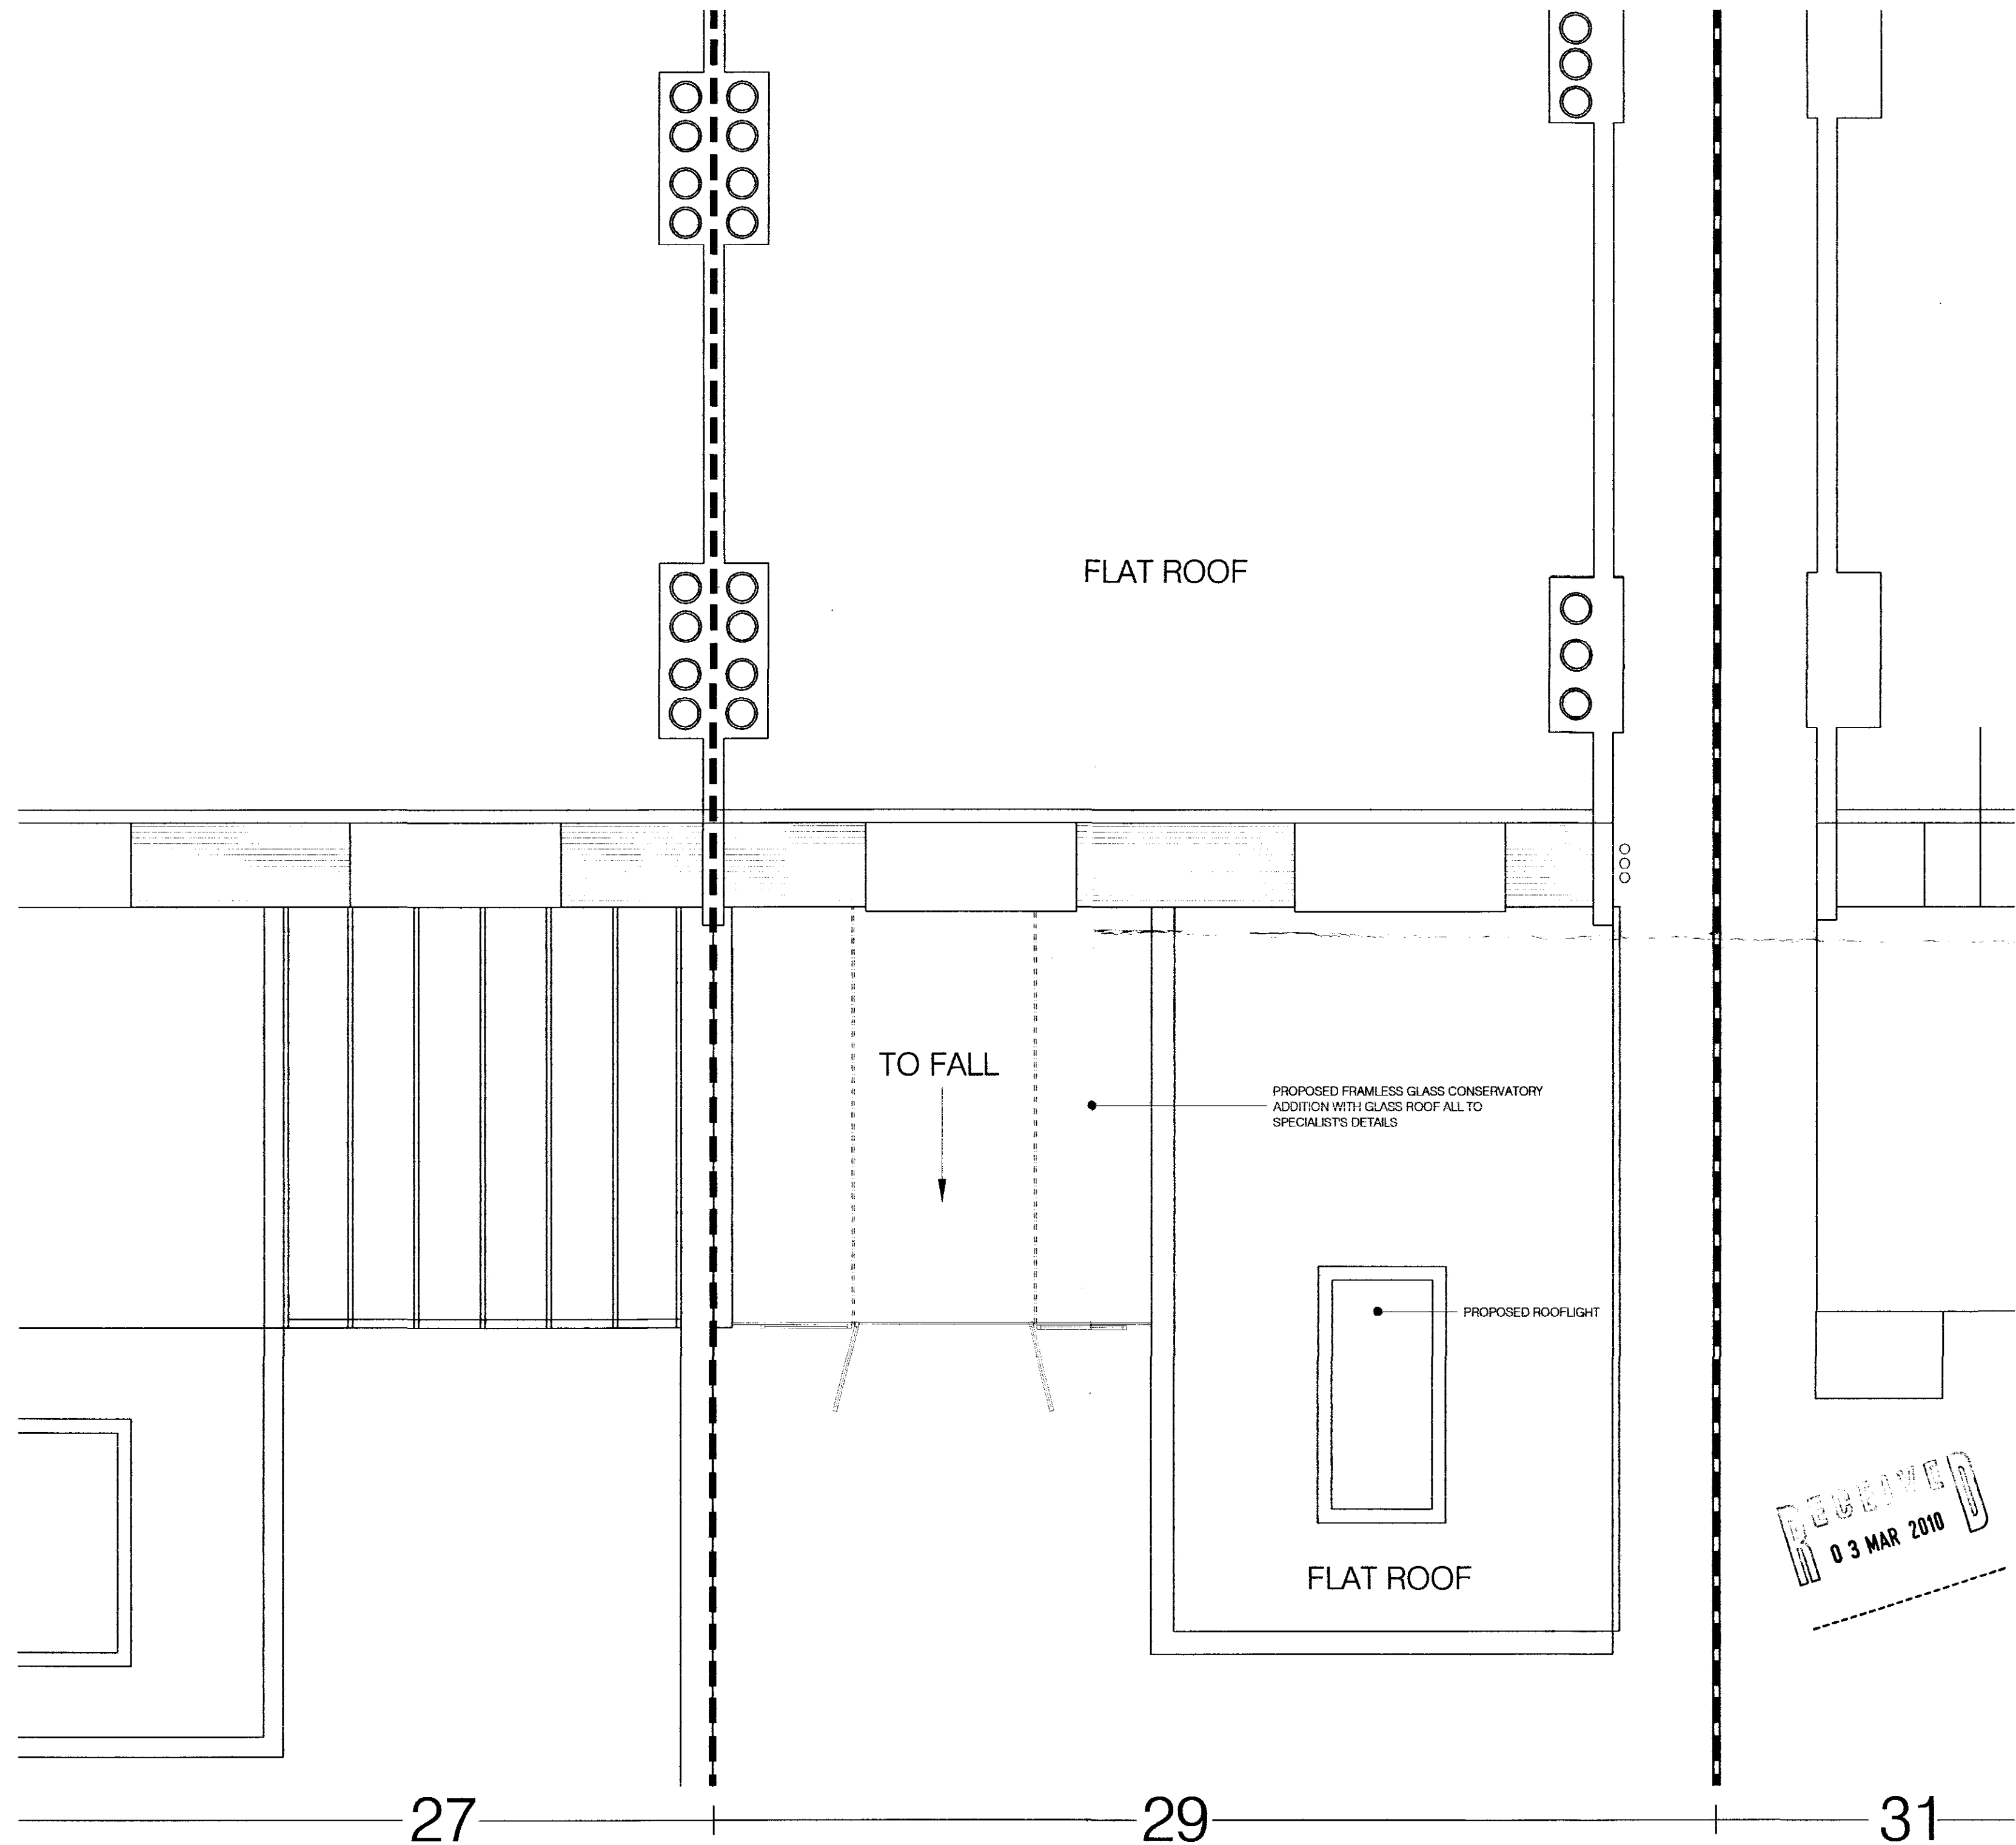 FLAT ROOF
TO FALL
PROPOSED FRAMLESS GLASS CONSERVATORY
ADDITION WITH GLASS ROOF ALL TO
SPECIALIST'S DETAILS
PROPOSED ROOFLIGHT
RECEIVED
03 MAR 2010
FLAT ROOF
27
29
31